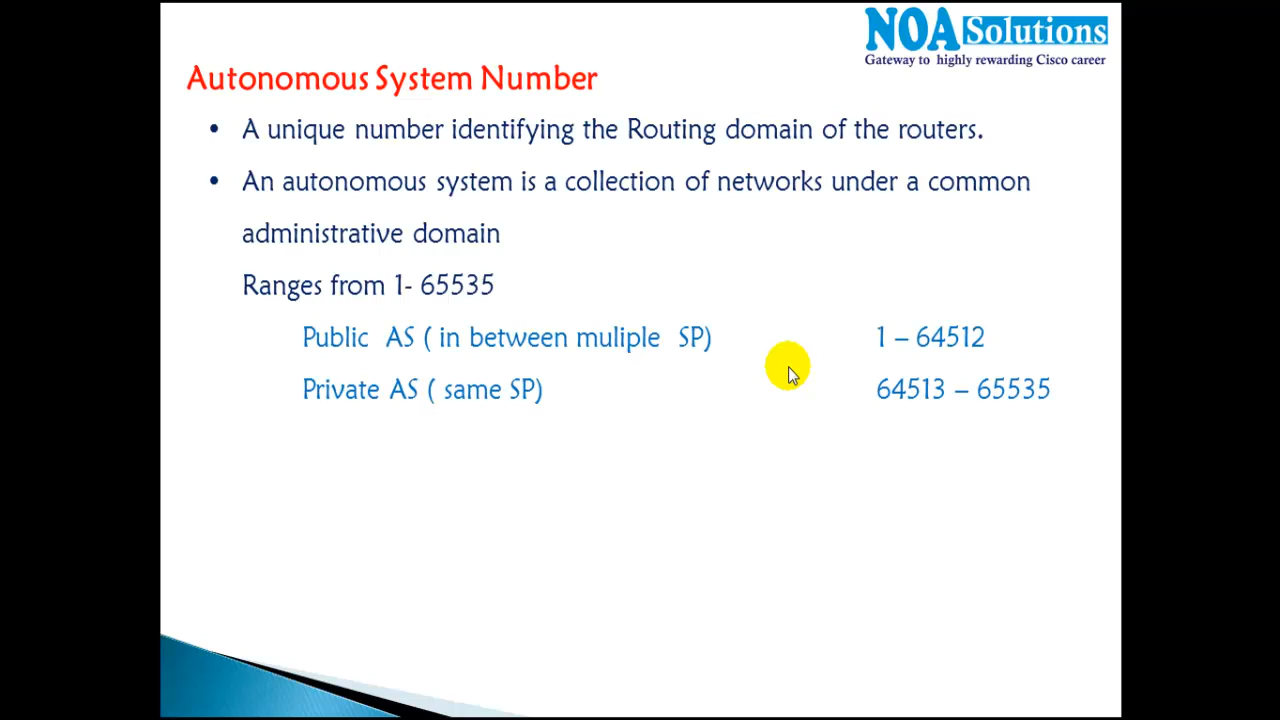 NOA Solutions
Gateway to highly rewarding Cisco career
Autonomous System Number
• A unique number identifying the Routing domain of the routers.
• An autonomous system is a collection of networks under a common
administrative domain
Ranges from 1- 65535
Public AS ( in between muliple SP) 1 – 64512
Private AS ( same SP) 64513 – 65535